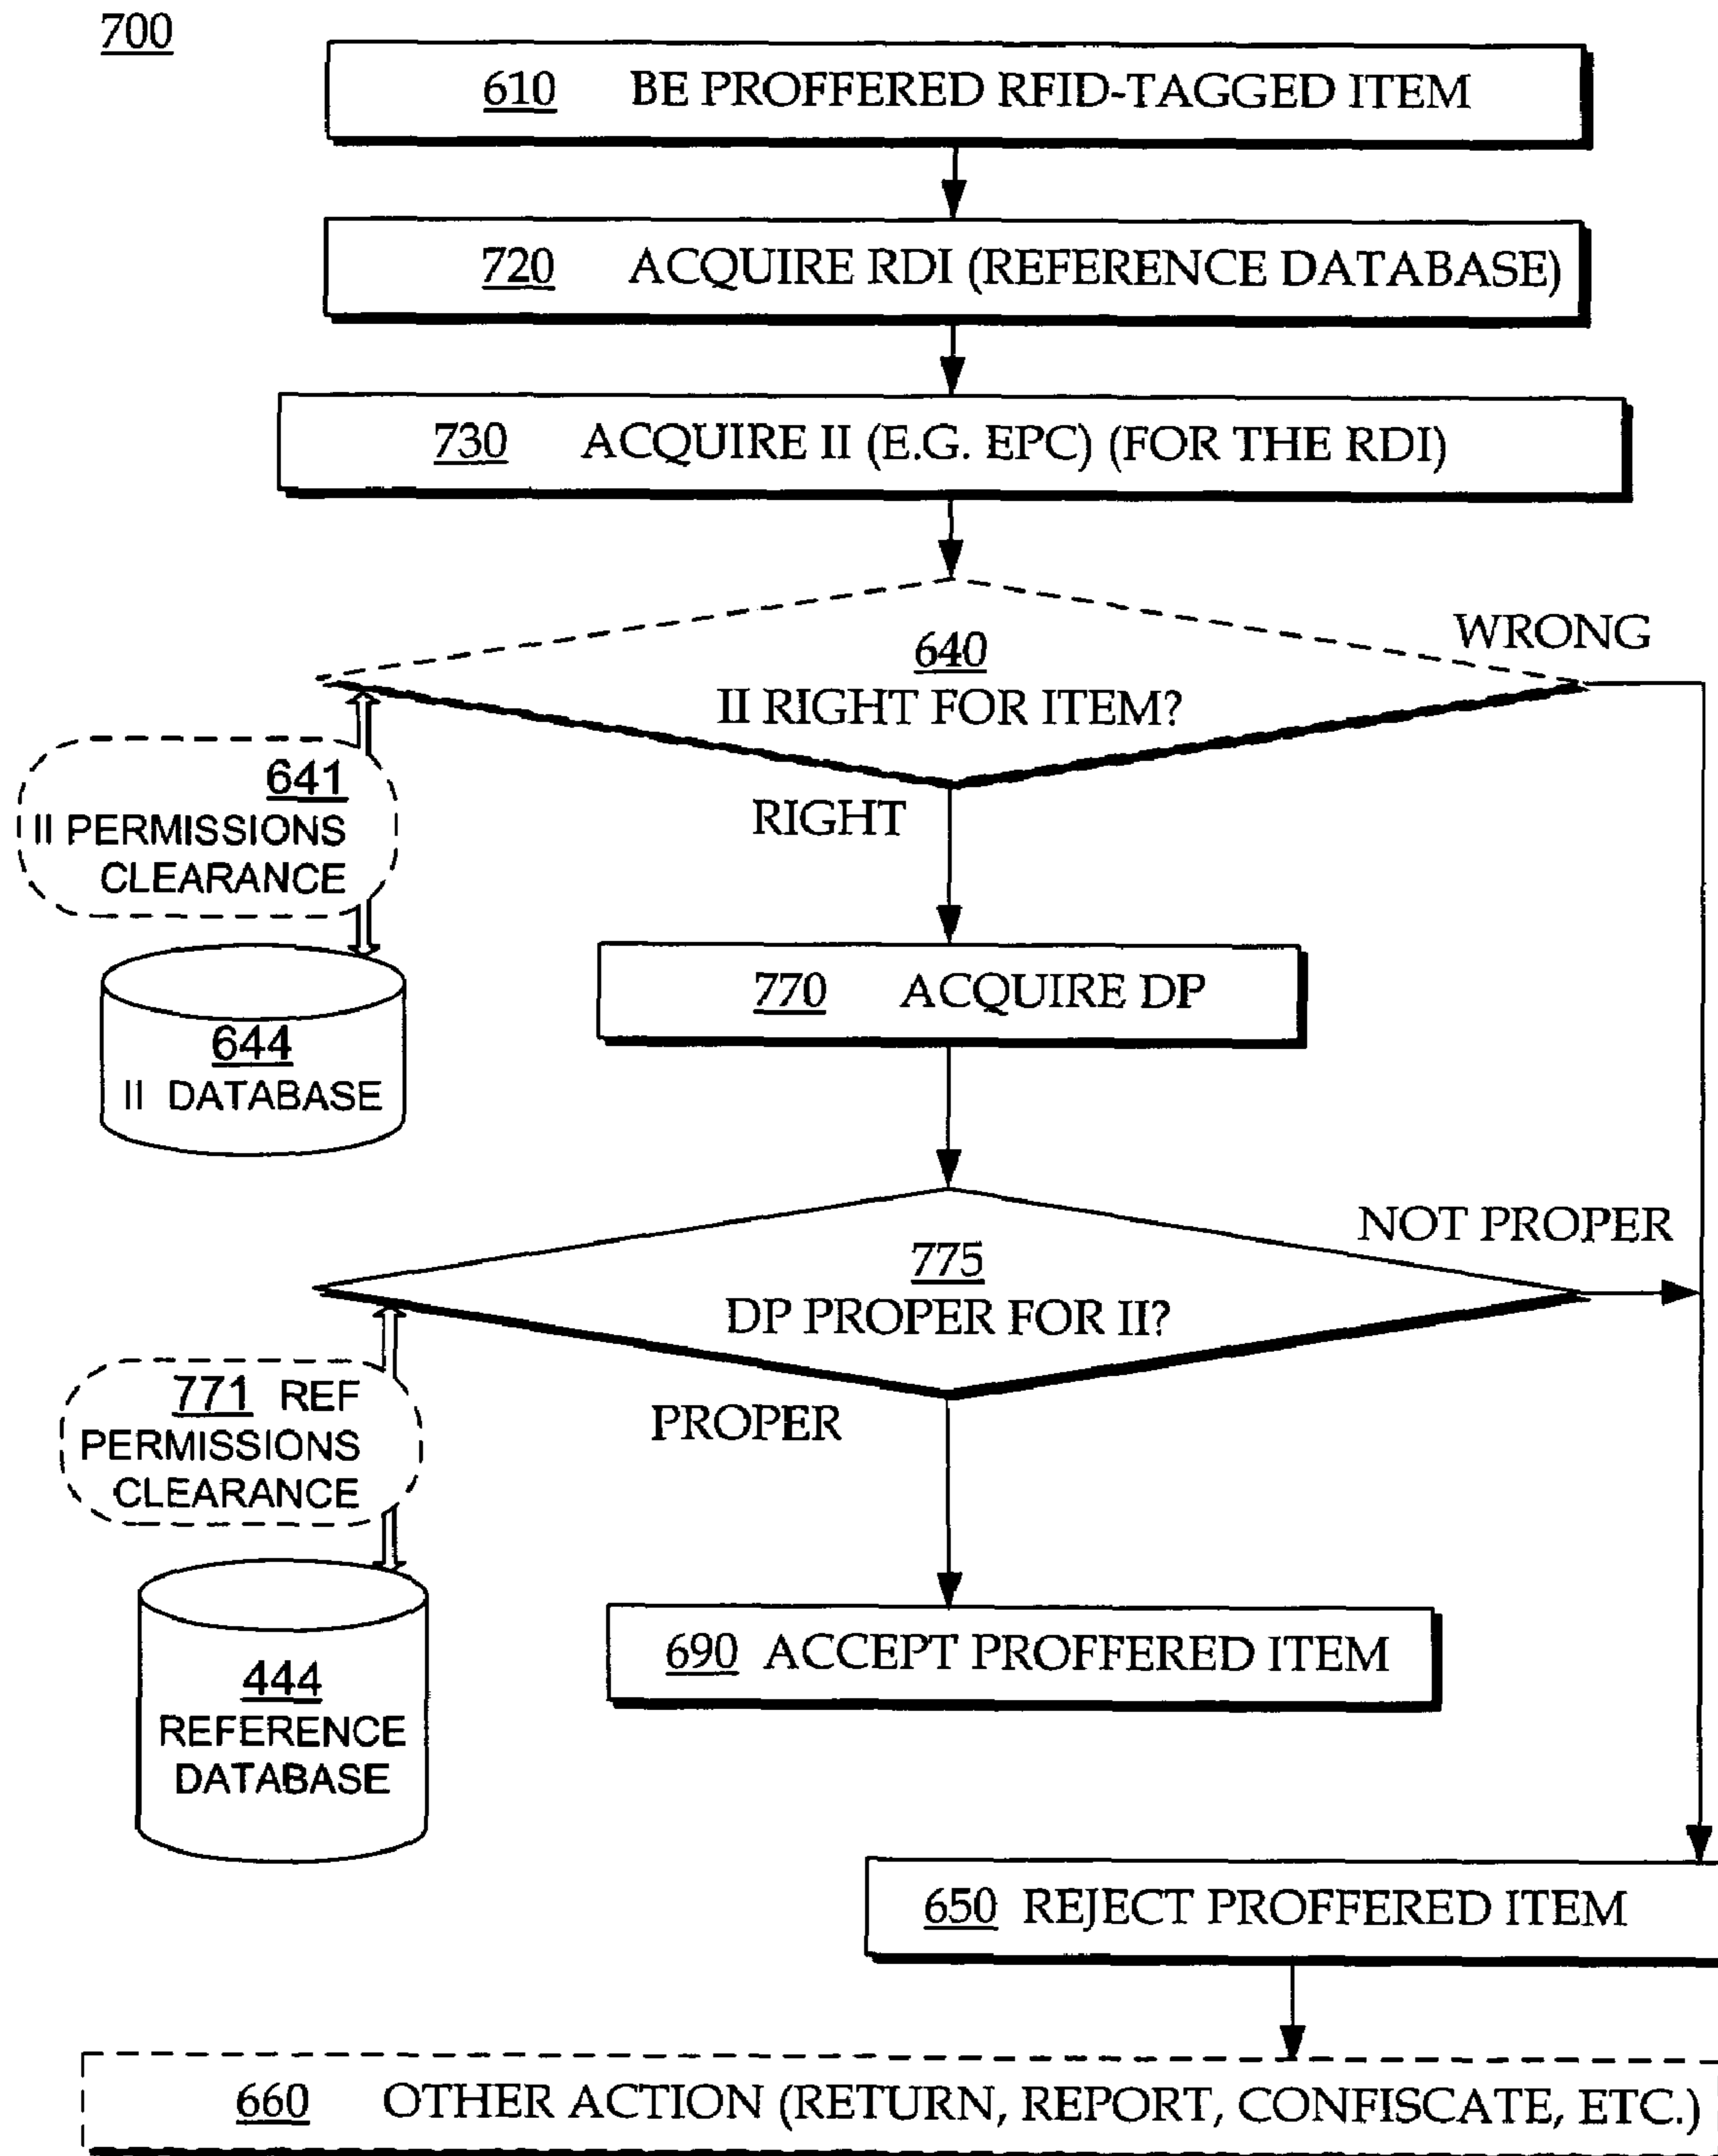 700
610 BE PROFFERED RFID-TAGGED ITEM
720 ACQUIRE RDI (REFERENCE DATABASE)
730 ACQUIRE II (E.G. EPC) (FOR THE RDI)
WRONG
640
II RIGHT FOR ITEM?
641
II PERMISSIONS
CLEARANCE
RIGHT
644
II DATABASE
770 ACQUIRE DP
NOT PROPER
775
DP PROPER FOR II?
771 REF
PERMISSIONS
CLEARANCE
PROPER
690 ACCEPT PROFFERED ITEM
444
REFERENCE
DATABASE
650 REJECT PROFFERED ITEM
660 OTHER ACTION (RETURN, REPORT, CONFISCATE, ETC.)